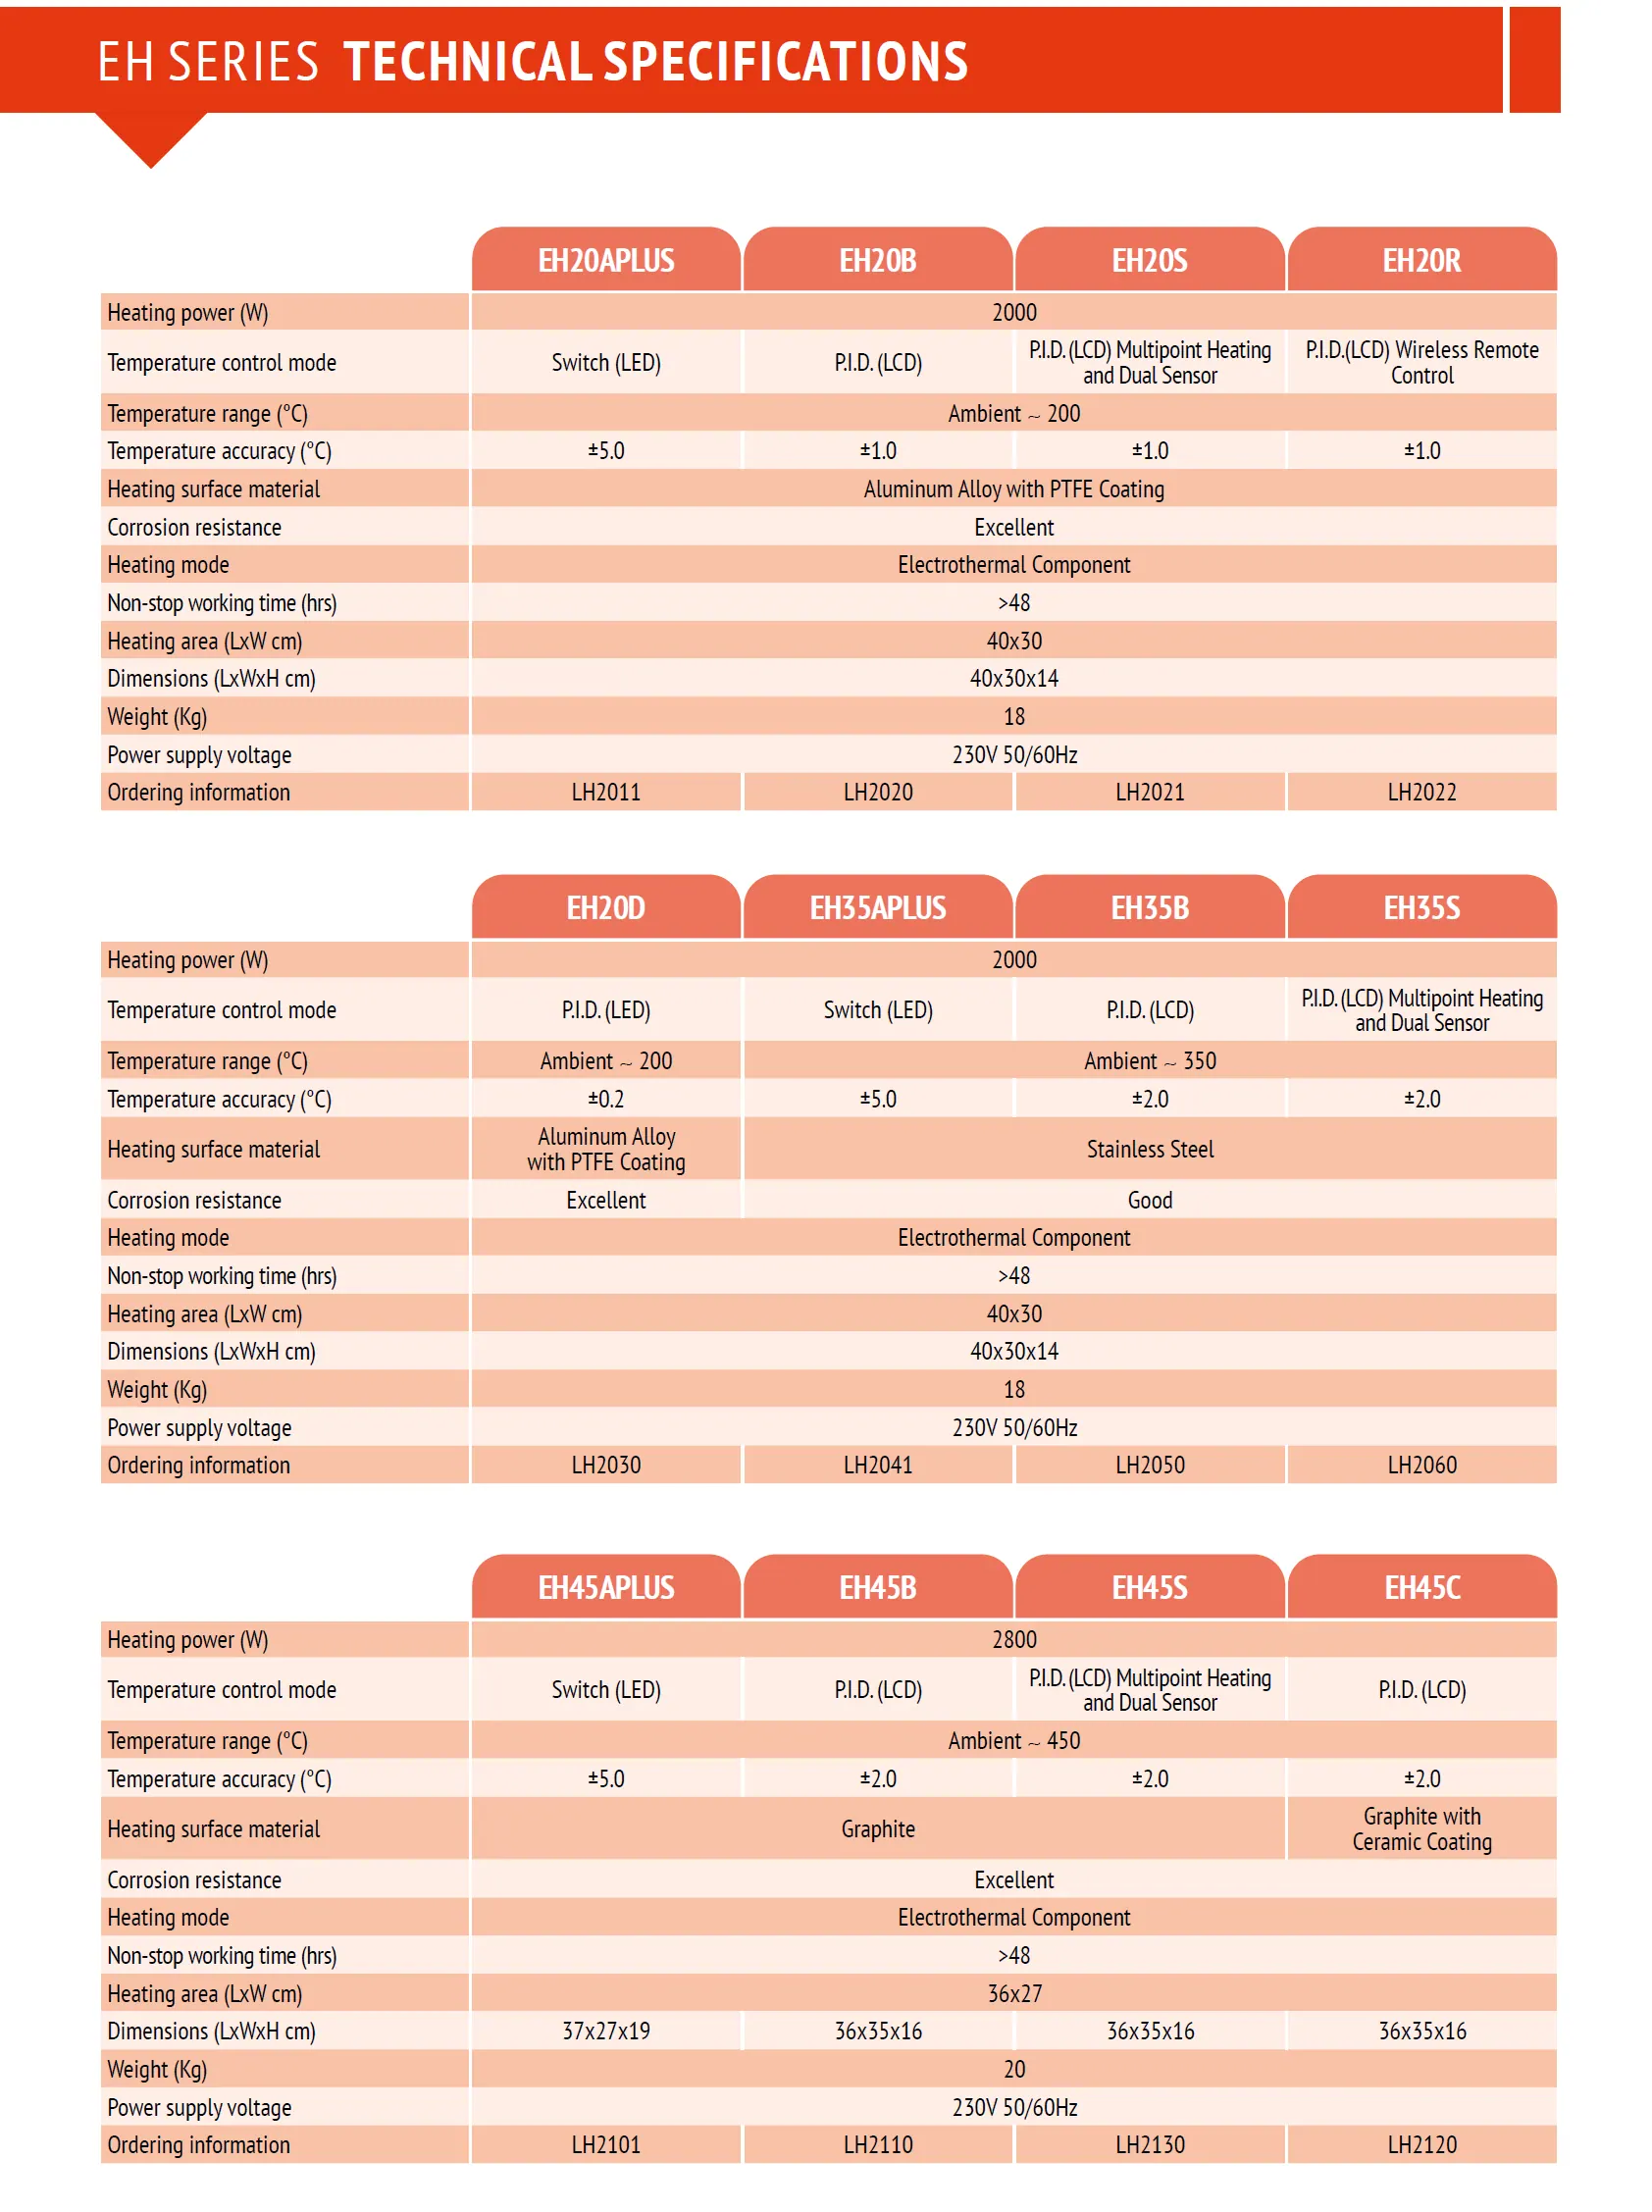 EH SERIES TECHNICAL SPECIFICATIONS
EH20APLUS EH20B EH20S EH20R
Heating power (W) 2000
Temperature control mode Switch (LED) P.I.D. (LCD) P.I.D. (LCD) Multipoint Heating and Dual Sensor P.I.D.(LCD) Wireless Remote Control
Temperature range (°C) Ambient ~ 200
Temperature accuracy (°C) ±5.0 ±1.0 ±1.0 ±1.0
Heating surface material Aluminum Alloy with PTFE Coating
Corrosion resistance Excellent
Heating mode Electrothermal Component
Non-stop working time (hrs) >48
Heating area (LxW cm) 40x30
Dimensions (LxWxH cm) 40x30x14
Weight (Kg) 18
Power supply voltage 230V 50/60Hz
Ordering information LH2011 LH2020 LH2021 LH2022
EH20D EH35APLUS EH35B EH35S
Heating power (W) 2000
Temperature control mode P.I.D. (LED) Switch (LED) P.I.D. (LCD) P.I.D. (LCD) Multipoint Heating and Dual Sensor
Temperature range (°C) Ambient ~ 200 Ambient ~ 350
Temperature accuracy (°C) ±0.2 ±5.0 ±2.0 ±2.0
Heating surface material Aluminum Alloy with PTFE Coating Stainless Steel
Corrosion resistance Excellent Good
Heating mode Electrothermal Component
Non-stop working time (hrs) >48
Heating area (LxW cm) 40x30
Dimensions (LxWxH cm) 40x30x14
Weight (Kg) 18
Power supply voltage 230V 50/60Hz
Ordering information LH2030 LH2041 LH2050 LH2060
EH45APLUS EH45B EH45S EH45C
Heating power (W) 2800
Temperature control mode Switch (LED) P.I.D. (LCD) P.I.D. (LCD) Multipoint Heating and Dual Sensor P.I.D. (LCD)
Temperature range (°C) Ambient ~ 450
Temperature accuracy (°C) ±5.0 ±2.0 ±2.0 ±2.0
Heating surface material Graphite Graphite with Ceramic Coating
Corrosion resistance Excellent
Heating mode Electrothermal Component
Non-stop working time (hrs) >48
Heating area (LxW cm) 36x27
Dimensions (LxWxH cm) 37x27x19 36x35x16 36x35x16 36x35x16
Weight (Kg) 20
Power supply voltage 230V 50/60Hz
Ordering information LH2101 LH2110 LH2130 LH2120